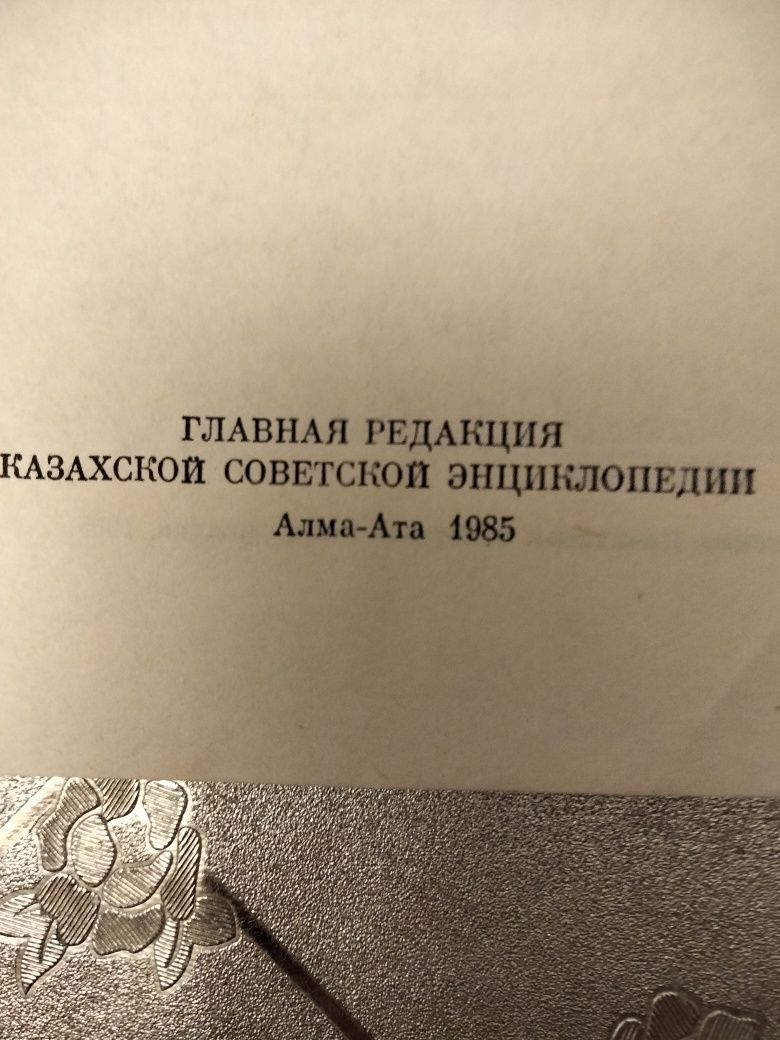 ГЛАВНАЯ РЕДАКЦИЯ
КАЗАХСКОЙ СОВЕТСКОЙ ЭНЦИКЛОПЕДИИ
Алма-Ата 1985